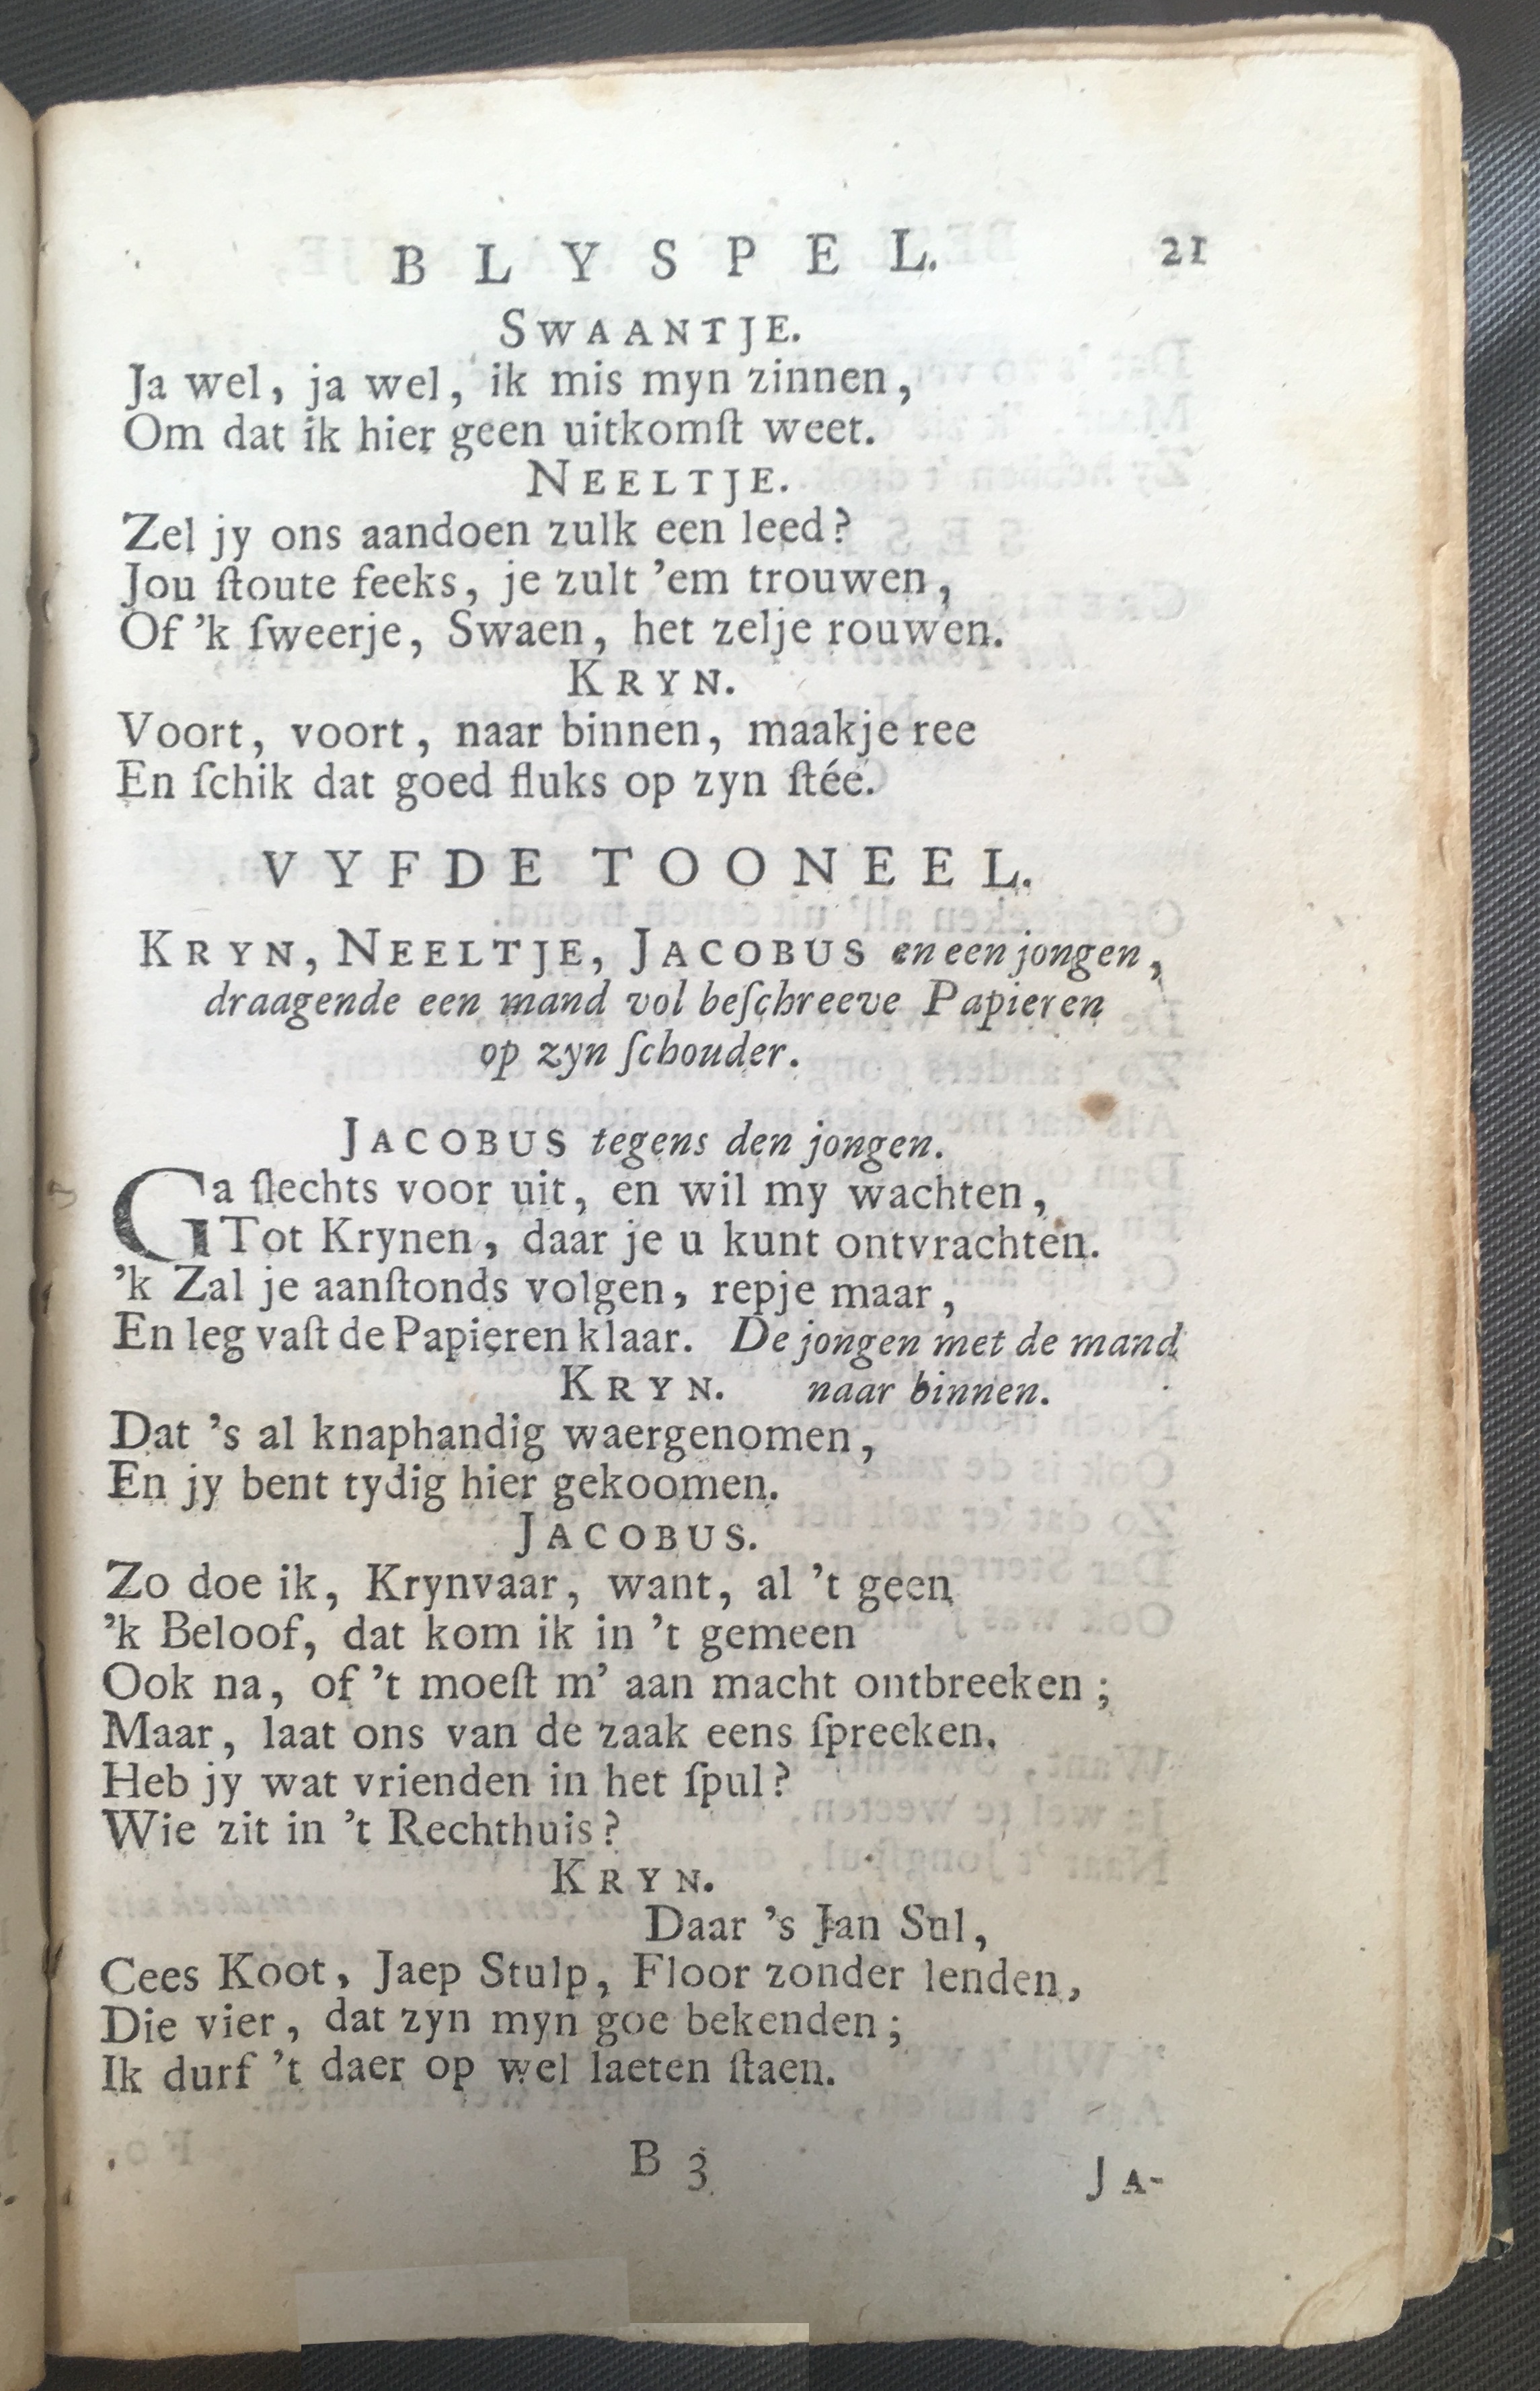 BLYSPEL. 21
SWAANTJE.
Ja wel, ja wel, ik mis myn zinnen,
Om dat ik hier geen uitkomſt weet.
NEELTJE.
Zel jy ons aandoen zulk een leed?
Jou ſtoute feeks, je zult 'em trouwen,
Of 'k ſweerje, Swaen, het zelje rouwen.
KRYN.
Voort, voort, naar binnen, maakje ree
En ſchik dat goed fluks op zyn ſtée.
VYFDE TOONEEL.
KRYN, NEELTJE, JACOBUS en een jongen,
draagende een mand vol beſchreeve Papieren
op zyn ſchouder.
JACOBUS tegens den jongen.
Ga ſlechts voor uit, en wil my wachten,
Tot Krynen, daar je u kunt ontvrachten.
'k Zal je aanſtonds volgen, repje maar,
En leg vaſt de Papieren klaar. De jongen met de mand
KRYN. naar binnen.
Dat 's al knaphandig waergenomen,
En jy bent tydig hier gekoomen.
JACOBUS.
Zo doe ik, Krynvaar, want, al 't geen
'k Beloof, dat kom ik in 't gemeen
Ook na, of 't moeſt m' aan macht ontbreeken;
Maar, laat ons van de zaak eens ſpreeken.
Heb jy wat vrienden in het ſpul?
Wie zit in 't Rechthuis?
KRYN.
Daar 's Jan Sul,
Cees Koot, Jaep Stulp, Floor zonder lenden,
Die vier, dat zyn myn goe bekenden;
Ik durf 't daer op wel laeten ſtaen.
B 3 JA-